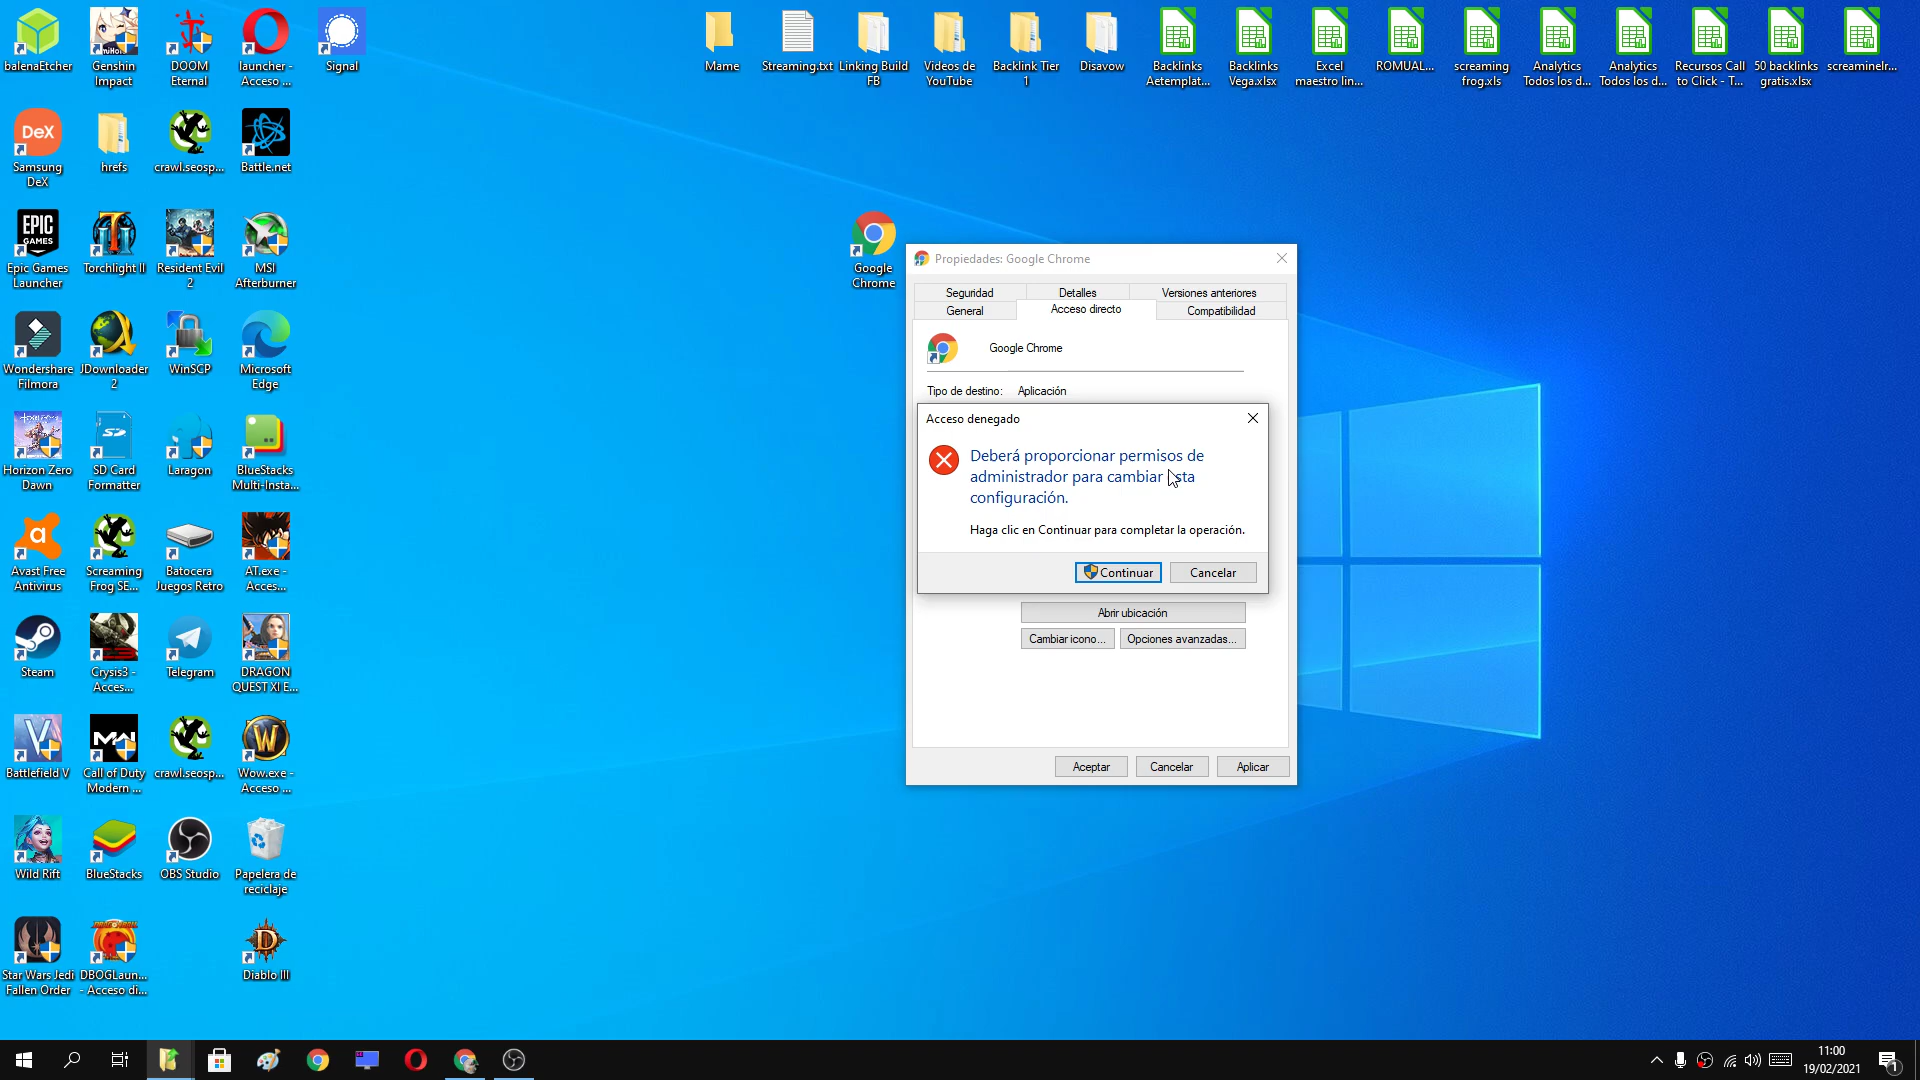 balenaEtcher
Genshin
Impact
DOOM
Eternal
launcher -
Acceso ...
Signal
Mame
Streaming.txt
Linking Build
FB
Videos de
YouTube
Backlink Tier
1
Disavow
Backlinks
Aetemplat...
Backlinks
Vega.xlsx
Excel
maestro lin...
ROMUAL...
screaming
frog.xls
Analytics
Todos los d...
Analytics
Todos los d...
Recursos Call
to Click - T...
50 backlinks
gratis.xlsx
screaminelr...
DeX
Samsung
DeX
hrefs
crawl.seosp...
Battle.net
EPIC
GAMES
Epic Games
Launcher
Torchlight II
Resident Evil
2
MSI
Afterburner
Google
Chrome
Wondershare
Filmora
JDownloader
2
WinSCP
Microsoft
Edge
Horizon Zero
Dawn
SD Card
Formatter
Laragon
BlueStacks
Multi-Insta...
Avast Free
Antivirus
Screaming
Frog SE...
Batocera
Juegos Retro
AT.exe -
Acces...
Steam
Crysis3 -
Acces...
Telegram
DRAGON
QUEST XI E...
Battlefield V
Call of Duty
Modern ...
crawl.seosp...
Wow.exe -
Acceso ...
Wild Rift
BlueStacks
OBS Studio
Papelera de
reciclaje
Star Wars Jedi
Fallen Order
DBOGLaun...
- Acceso di...
Diablo III
Propiedades: Google Chrome
Seguridad
Detalles
Versiones anteriores
General
Acceso directo
Compatibilidad
Google Chrome
Tipo de destino: Aplicación
Acceso denegado
Deberá proporcionar permisos de
administrador para cambiar esta
configuración.
Haga clic en Continuar para completar la operación.
Continuar
Cancelar
Abrir ubicación
Cambiar icono...
Opciones avanzadas...
Aceptar
Cancelar
Aplicar
11:00
19/02/2021
1